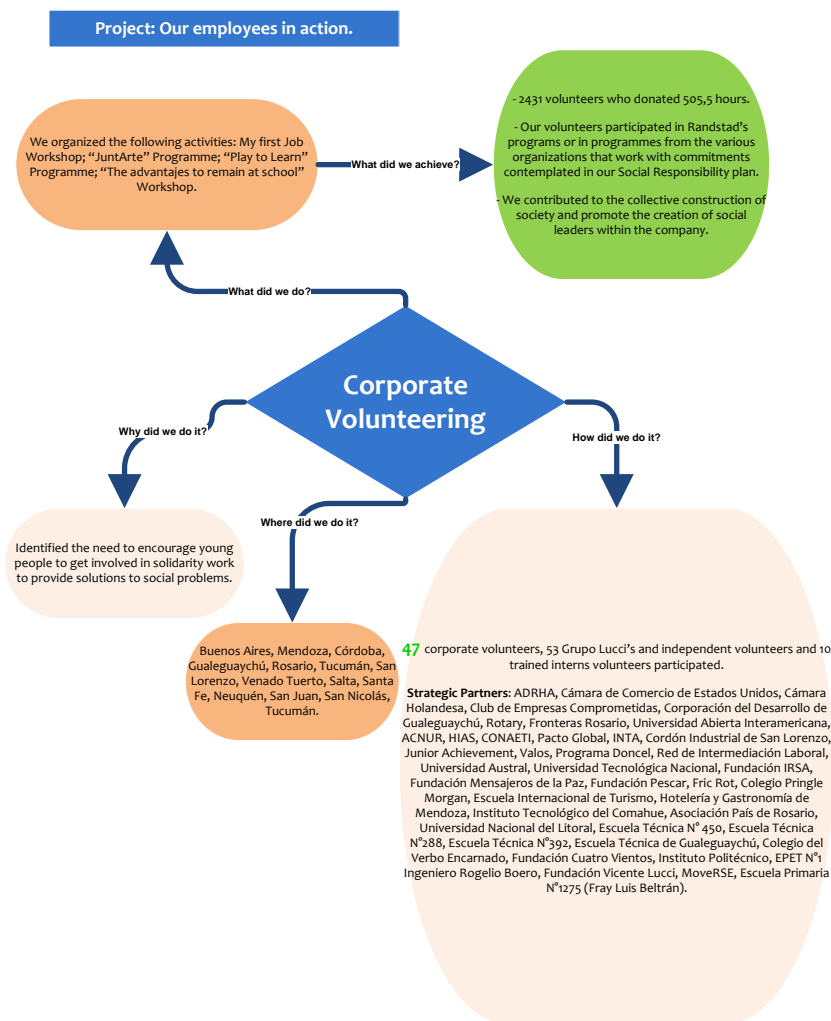 Project: Our employees in action.
- 2431 volunteers who donated 505,5 hours.
- Our volunteers participated in Randstad's
programs or in programmes from the various
organizations that work with commitments
contemplated in our Social Responsibility plan.
- We contributed to the collective construction of
society and promote the creation of social
leaders within the company.
We organized the following activities: My first Job
Workshop; “JuntArte” Programme; “Play to Learn”
Programme; “The advantajes to remain at school”
Workshop.
What did we achieve?
What did we do?
Corporate
Volunteering
Why did we do it?
How did we do it?
Where did we do it?
Identified the need to encourage young
people to get involved in solidarity work
to provide solutions to social problems.
Buenos Aires, Mendoza, Córdoba,
Gualeguaychú, Rosario, Tucumán, San
Lorenzo, Venado Tuerto, Salta, Santa
Fe, Neuquén, San Juan, San Nicolás,
Tucumán.
47 corporate volunteers, 53 Grupo Lucci's and independent volunteers and 10
trained interns volunteers participated.
Strategic Partners: ADRHA, Cámara de Comercio de Estados Unidos, Cámara
Holandesa, Club de Empresas Comprometidas, Corporación del Desarrollo de
Gualeguaychú, Rotary, Fronteras Rosario, Universidad Abierta Interamericana,
ACNUR, HIAS, CONAETI, Pacto Global, INTA, Cordón Industrial de San Lorenzo,
Junior Achievement, Valos, Programa Doncel, Red de Intermediación Laboral,
Universidad Austral, Universidad Tecnológica Nacional, Fundación IRSA,
Fundación Mensajeros de la Paz, Fundación Pescar, Fric Rot, Colegio Pringle
Morgan, Escuela Internacional de Turismo, Hotelería y Gastronomía de
Mendoza, Instituto Tecnológico del Comahue, Asociación País de Rosario,
Universidad Nacional del Litoral, Escuela Técnica N° 450, Escuela Técnica
N°288, Escuela Técnica N°392, Escuela Técnica de Gualeguaychú, Colegio del
Verbo Encarnado, Fundación Cuatro Vientos, Instituto Politécnico, EPET N°1
Ingeniero Rogelio Boero, Fundación Vicente Lucci, MoveRSE, Escuela Primaria
N°1275 (Fray Luis Beltrán).